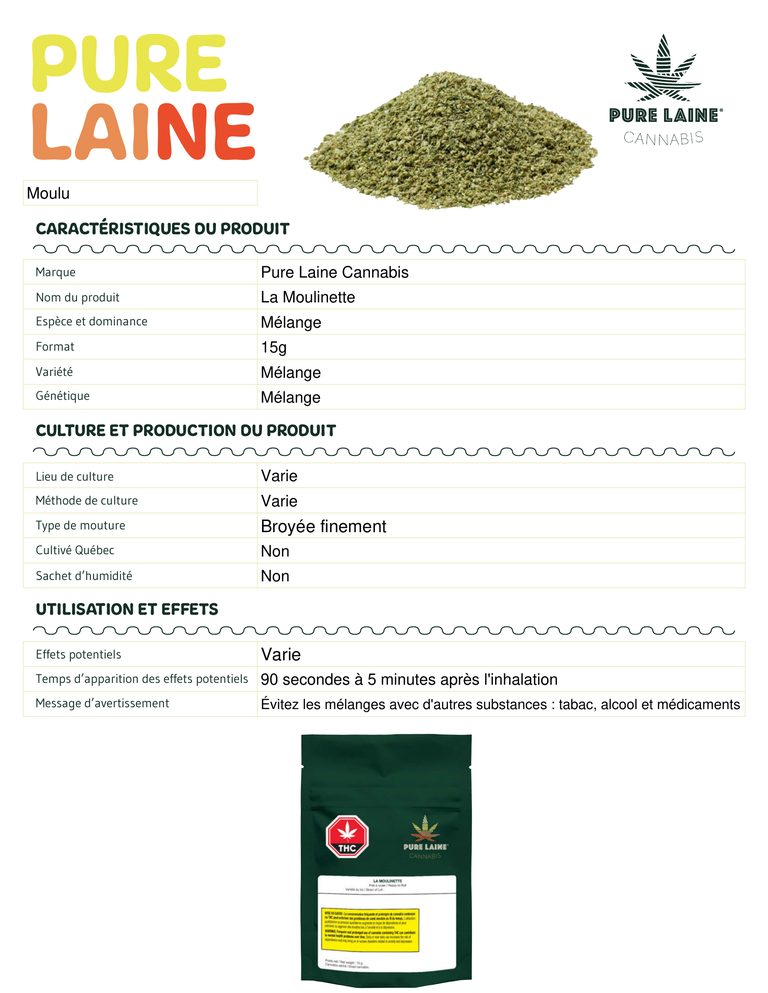 PURE
LAINE
PURE LAINE®
CANNABIS
Moulu
CARACTÉRISTIQUES DU PRODUIT
Marque Pure Laine Cannabis
Nom du produit La Moulinette
Espèce et dominance Mélange
Format 15g
Variété Mélange
Génétique Mélange
CULTURE ET PRODUCTION DU PRODUIT
Lieu de culture Varie
Méthode de culture Varie
Type de mouture Broyée finement
Cultivé Québec Non
Sachet d’humidité Non
UTILISATION ET EFFETS
Effets potentiels Varie
Temps d’apparition des effets potentiels 90 secondes à 5 minutes après l'inhalation
Message d’avertissement Évitez les mélanges avec d'autres substances : tabac, alcool et médicaments
THC
PURE LAINE
CANNABIS
LA MOULINETTE